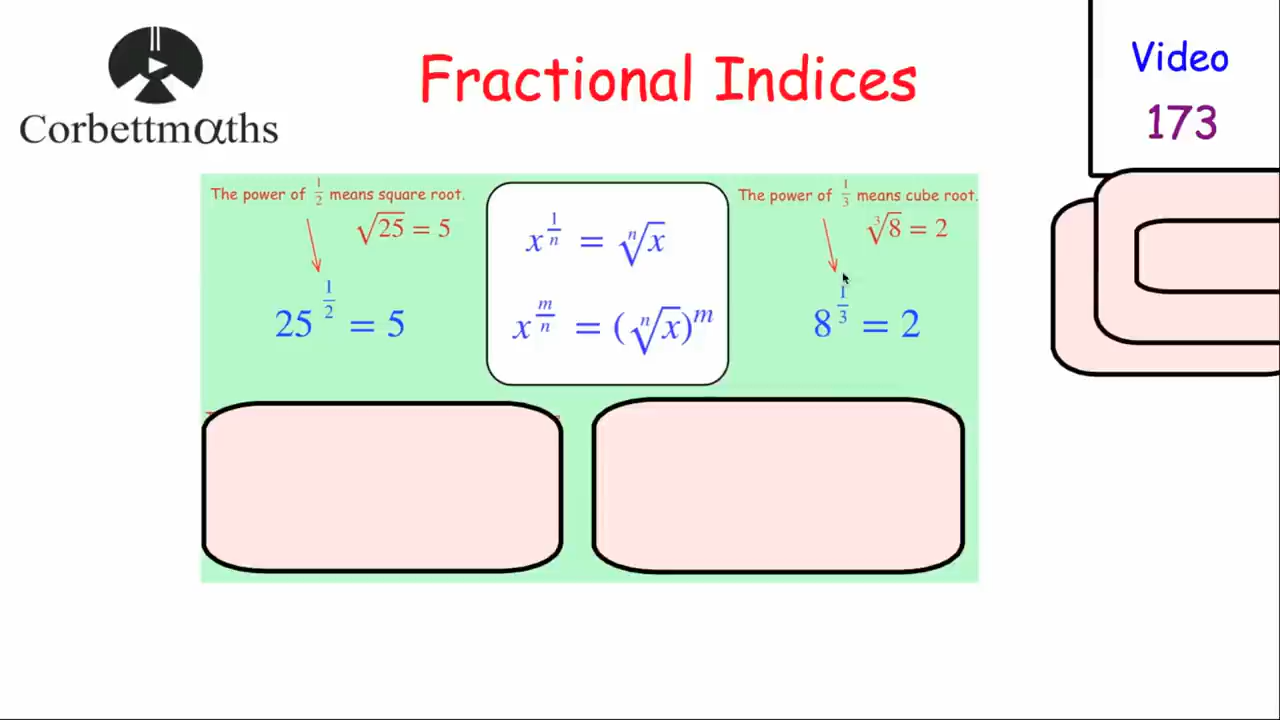 Corbettmαths
Fractional Indices
Video
173
The power of 1/2 means square root.
√25 = 5
25^(1/2) = 5
x^(1/n) = ⁿ√x
x^(m/n) = (ⁿ√x)^m
The power of 1/3 means cube root.
³√8 = 2
8^(1/3) = 2